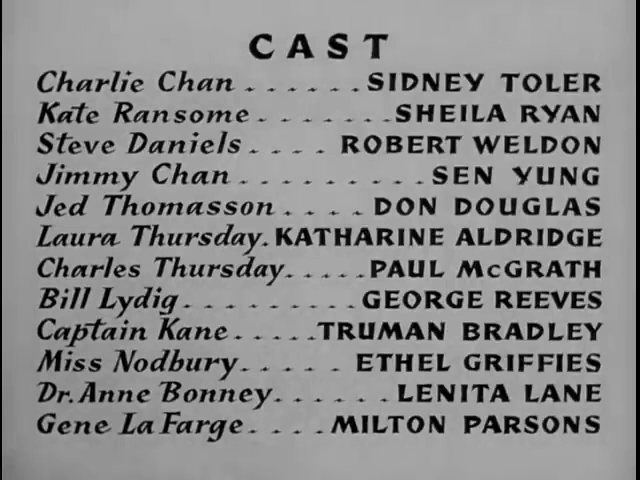 CAST
Charlie Chan . . . . . . SIDNEY TOLER
Kate Ransome . . . . . . . SHEILA RYAN
Steve Daniels . . . . ROBERT WELDON
Jimmy Chan . . . . . . . . . SEN YUNG
Jed Thomasson . . . . DON DOUGLAS
Laura Thursday. KATHARINE ALDRIDGE
Charles Thursday. . . . . PAUL McGRATH
Bill Lydig . . . . . . . . . GEORGE REEVES
Captain Kane . . . . . TRUMAN BRADLEY
Miss Nodbury. . . . . ETHEL GRIFFIES
Dr. Anne Bonney. . . . . . LENITA LANE
Gene La Farge . . . . MILTON PARSONS